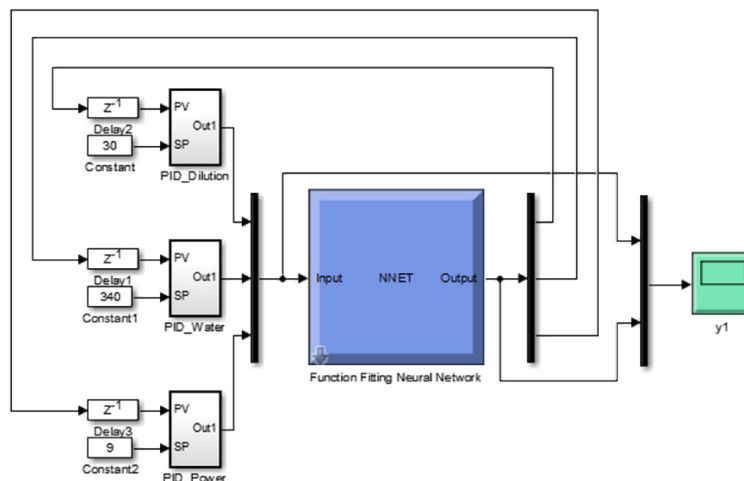 Z-1
Delay2
30
Constant
PV
SP
Out1
PID_Dilution
Z-1
Delay1
340
Constant1
PV
SP
Out1
PID_Water
Z-1
Delay3
9
Constant2
PV
SP
Out1
PID_Power
Input
NNET
Output
Function Fitting Neural Network
y1